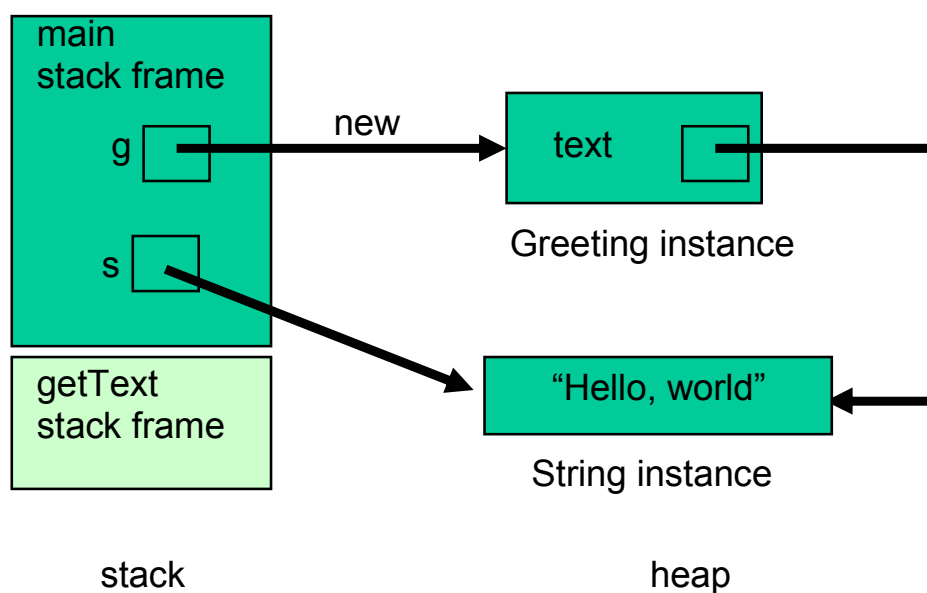 main
stack frame
g
new
text
Greeting instance
s
getText
stack frame
“Hello, world”
String instance
stack
heap